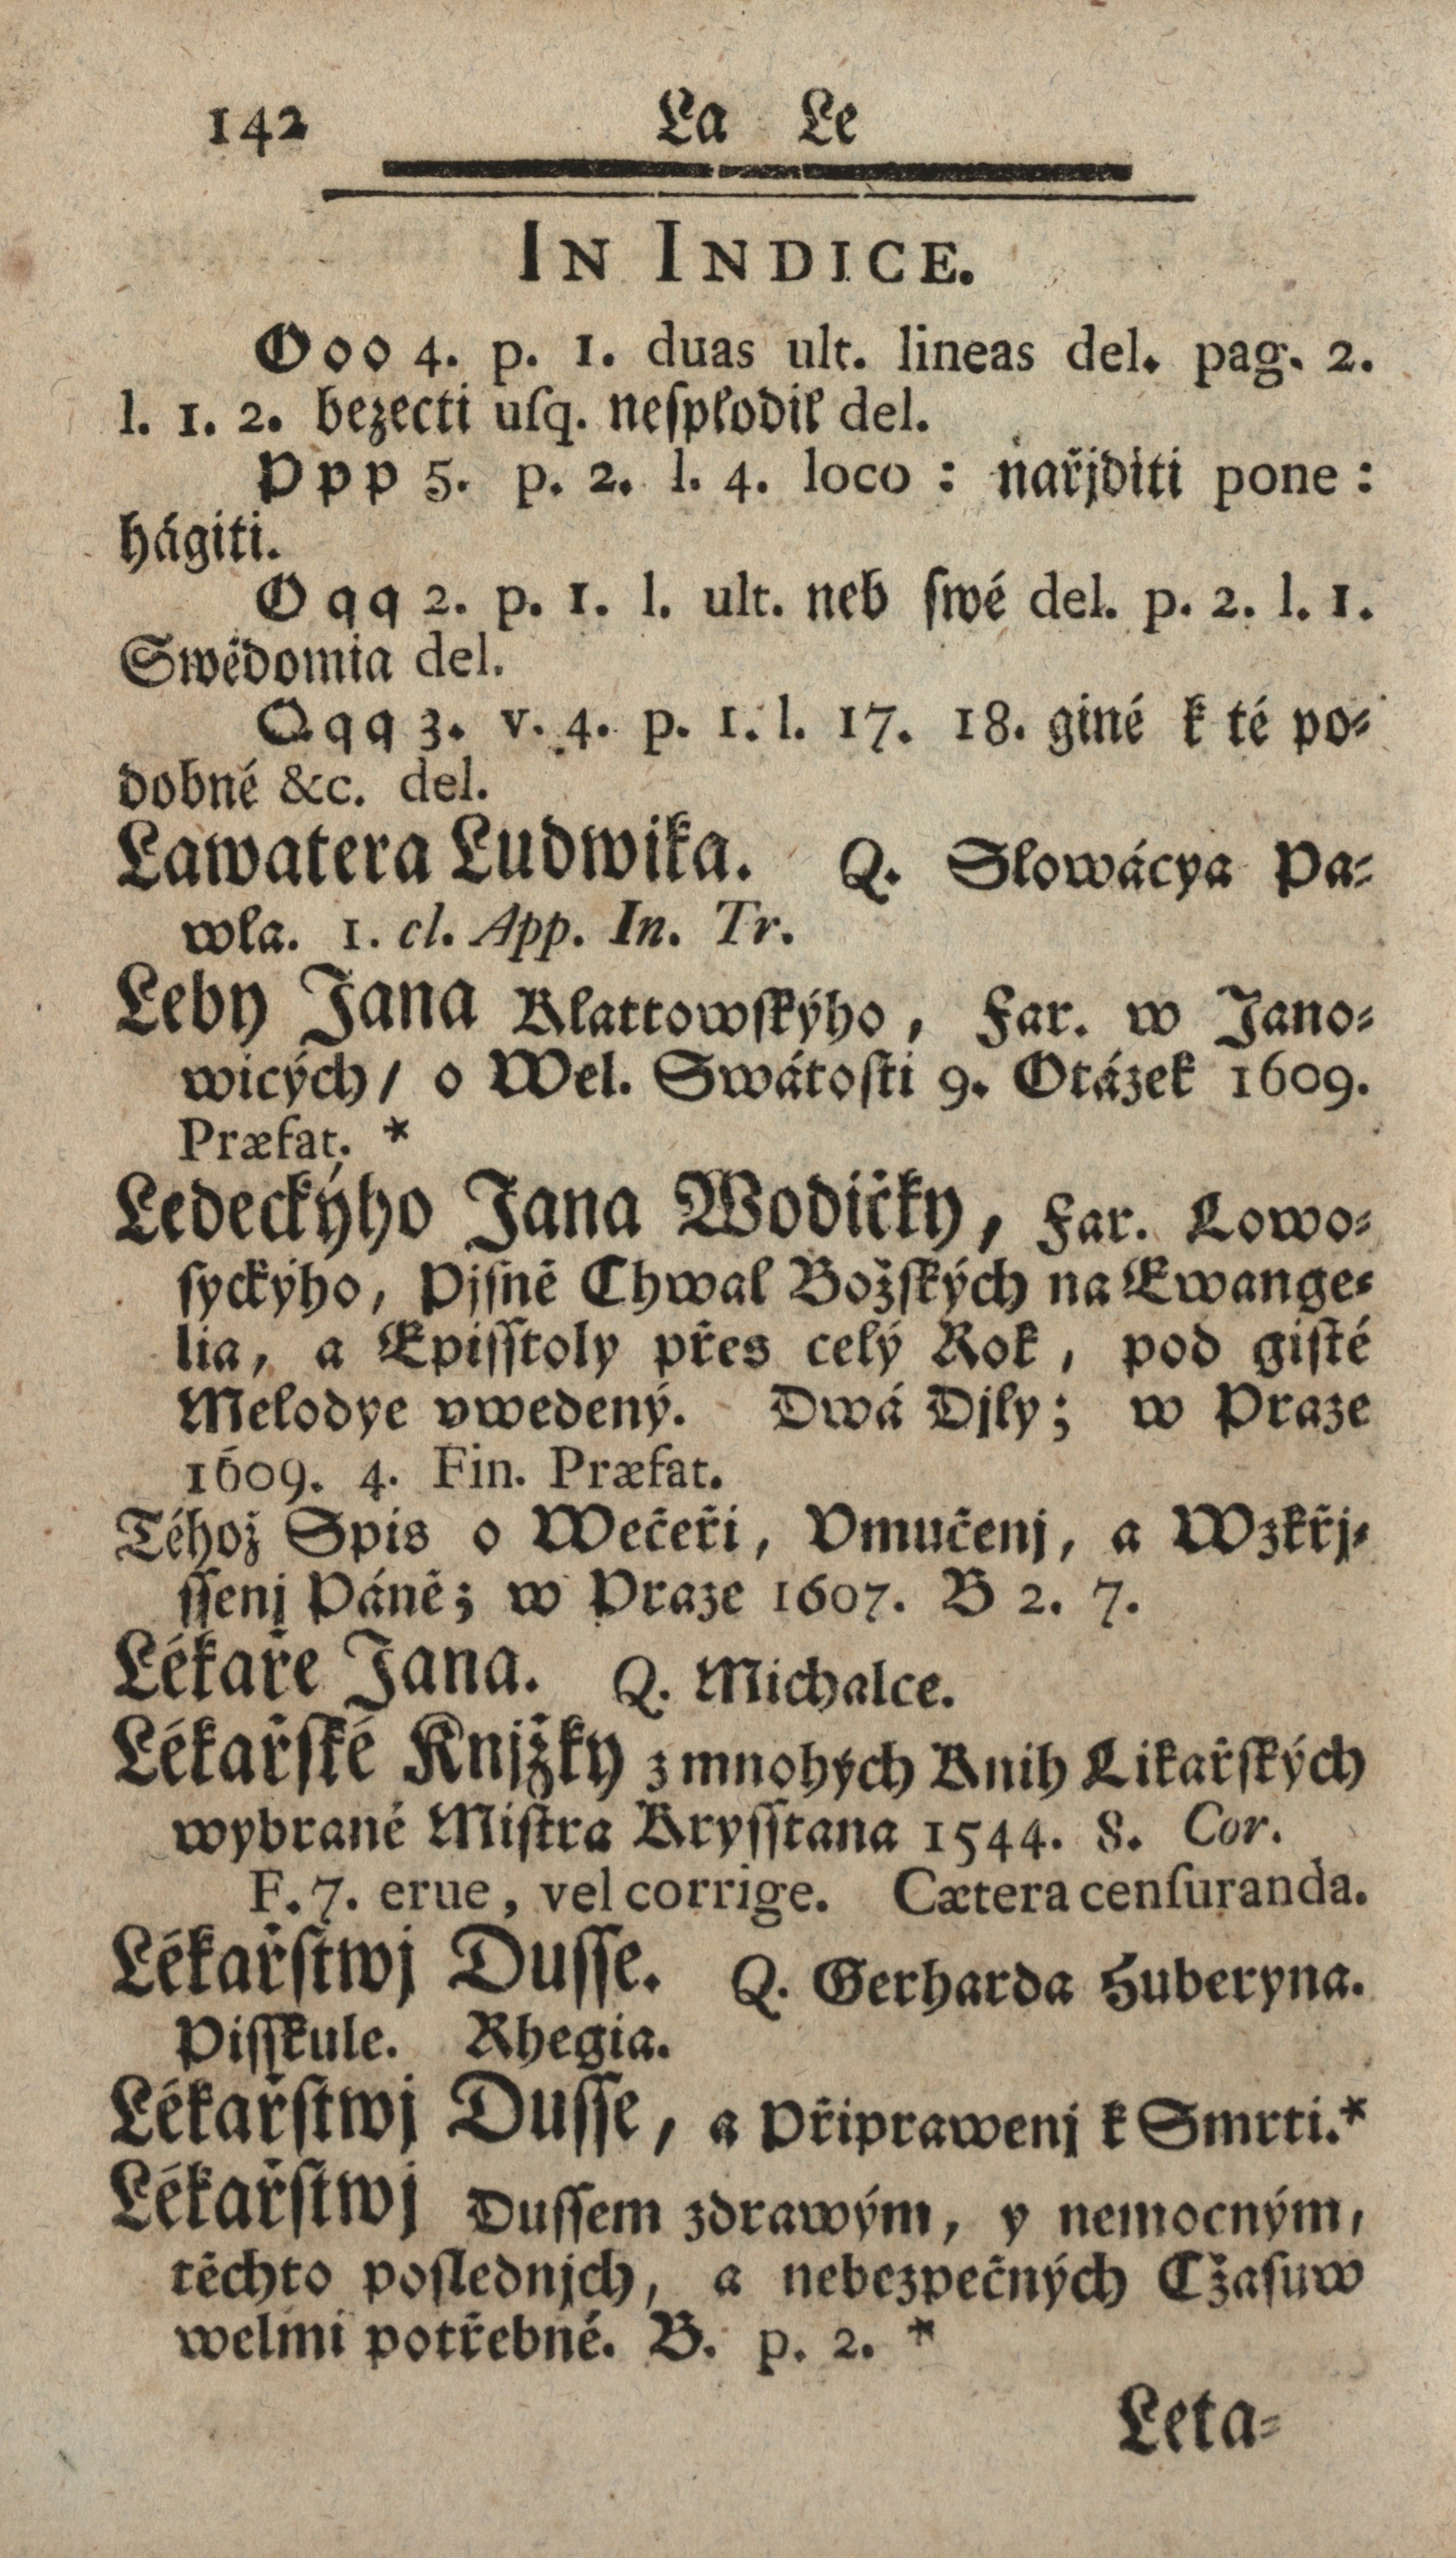 142 La Le
IN INDICE.
Ooo 4. p. 1. duas ult. lineas del. pag. 2.
l. 1. 2. bezecti uſq. neſplodil del.
Ppp 5. p. 2. l. 4. loco : nařjditi pone :
hágiti.
Oqq 2. p. 1. l. ult. neb ſwé del. p. 2. l. 1.
Swědomia del.
Qqq 3. v. 4. p. 1. l. 17. 18. giné k té po-
dobné &c. del.
Lawatera Ludwika. Q. Slowácya Pa-
wla. 1. cl. App. In. Tr.
Leby Jana Klattowſkýho, Far. w Jano-
wicých/ o Wel. Swátoſti 9. Otázek 1609.
Præfat. *
Ledeckýho Jana Wodičky, Far. Lowo-
ſyckýho, Pjſně Chwal Božſkých na Ewange-
lia, a Epiſſtoly přes celý Rok, pod giſté
Melodye vwedený. Dwá Djly; w Praze
1609. 4. Fin. Præfat.
Téhož Spis o Wečeři, Vmučenj, a Wzkřj-
ſſenj Páně; w Praze 1607. B 2. 7.
Lékaře Jana. Q. Michalce.
Lékařſké Knjžky z mnohých Knih Likařſkých
wybrané Miſtra Kryſſtana 1544. 8. Cor.
F. 7. erue, vel corrige. Cætera cenſuranda.
Lékařſtwj Duſſe. Q. Gerharda Huberyna.
Piſſkule. Rhegia.
Lékařſtwj Duſſe, a Připrawenj k Smrti.*
Lékařſtwj Duſſem zdrawým, y nemocným,
těchto poſlednjch, a nebezpečných Cžaſuw
welmi potřebné. B. p. 2. *
Leta-